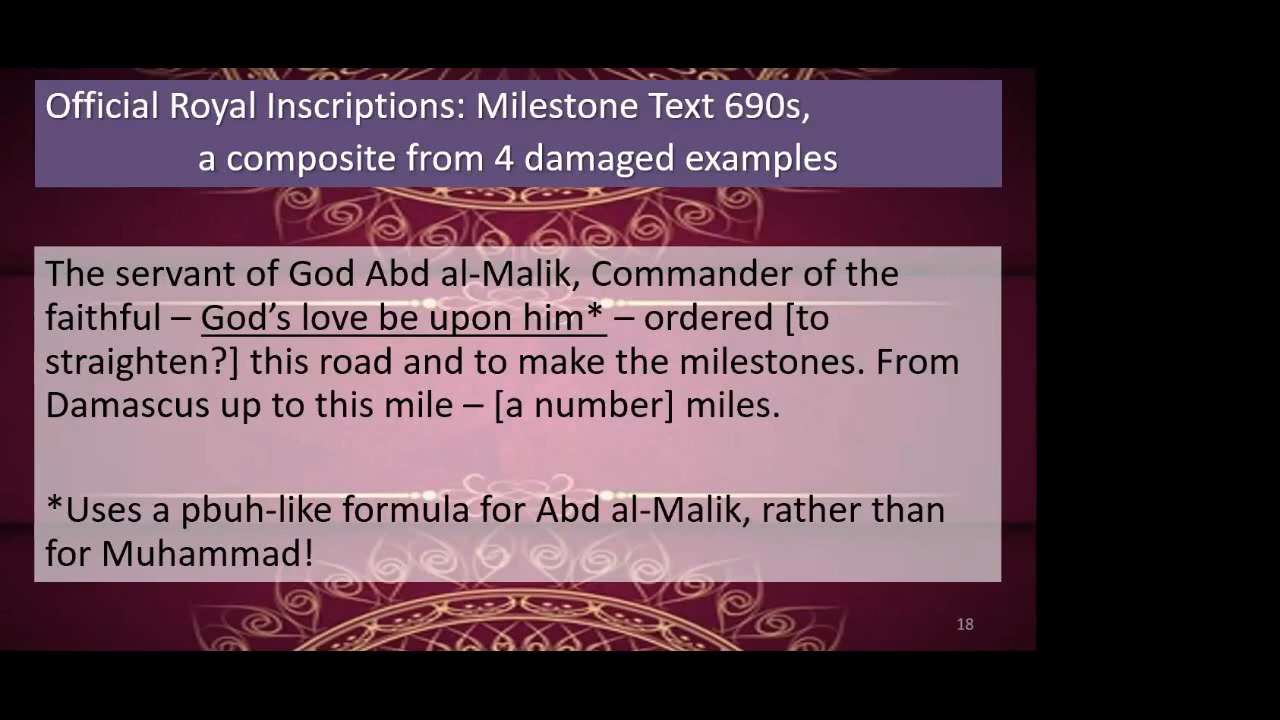 Official Royal Inscriptions: Milestone Text 690s,
a composite from 4 damaged examples
The servant of God Abd al-Malik, Commander of the
faithful – God’s love be upon him* – ordered [to
straighten?] this road and to make the milestones. From
Damascus up to this mile – [a number] miles.
*Uses a pbuh-like formula for Abd al-Malik, rather than
for Muhammad!
18